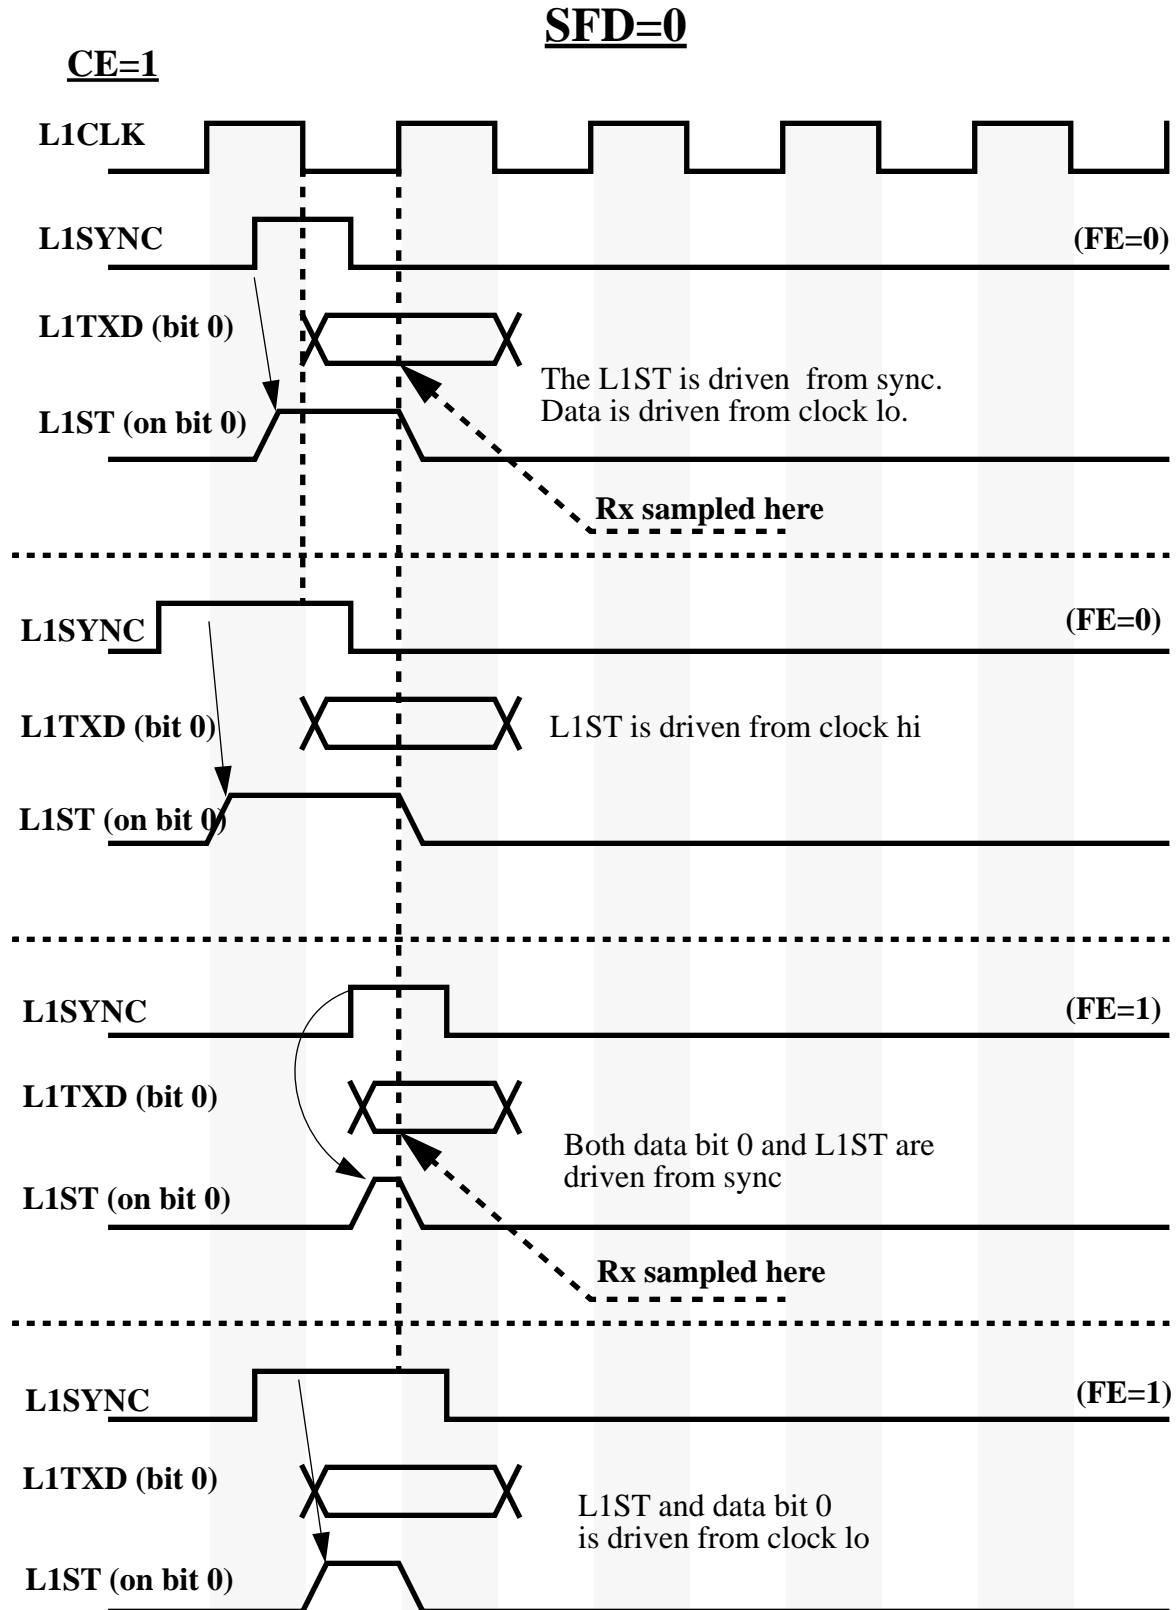 SFD=0
CE=1
L1CLK
L1SYNC
(FE=0)
L1TXD (bit 0)
The L1ST is driven from sync.
Data is driven from clock lo.
L1ST (on bit 0)
Rx sampled here
L1SYNC
(FE=0)
L1TXD (bit 0)
L1ST is driven from clock hi
L1ST (on bit 0)
L1SYNC
(FE=1)
L1TXD (bit 0)
Both data bit 0 and L1ST are
driven from sync
L1ST (on bit 0)
Rx sampled here
L1SYNC
(FE=1)
L1TXD (bit 0)
L1ST and data bit 0
is driven from clock lo
L1ST (on bit 0)